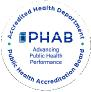 Accredited Health Department
PHAB
Advancing
Public Health
Performance
Public Health Accreditation Board